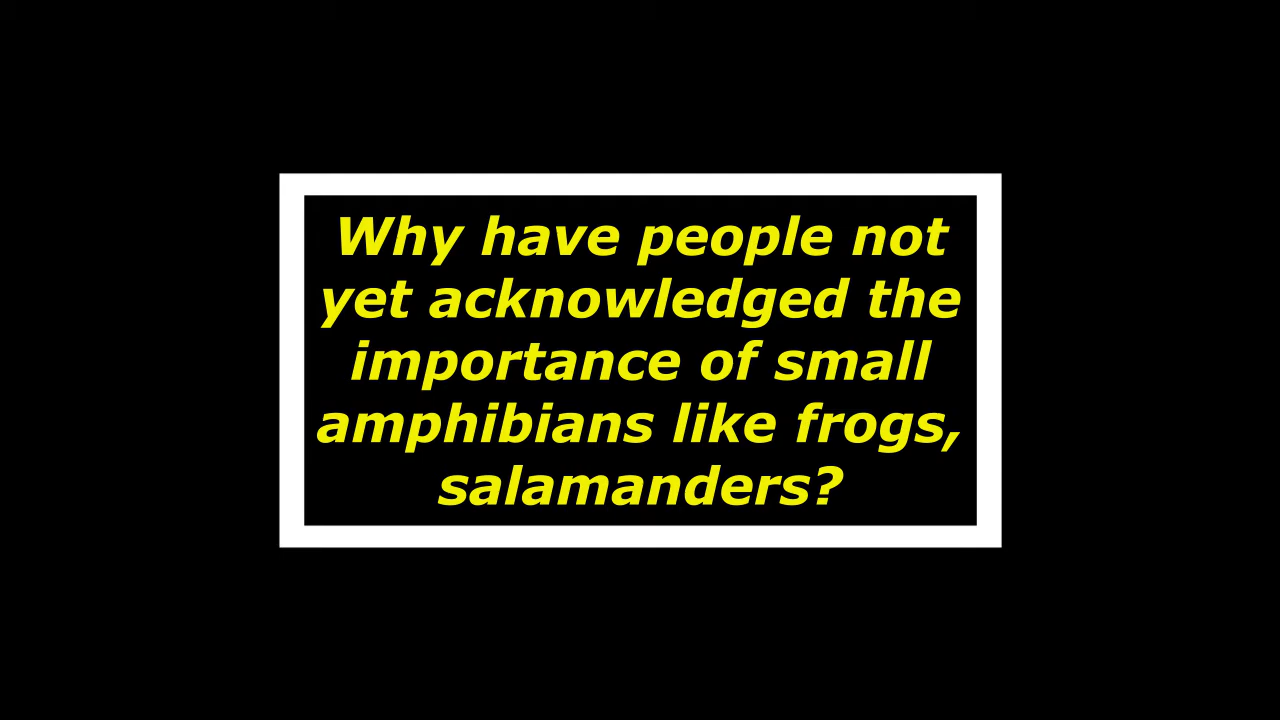 Why have people not
yet acknowledged the
importance of small
amphibians like frogs,
salamanders?